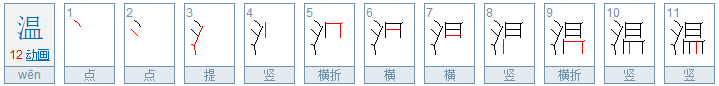 温 1 2 3 4 5 6 7 8 9 10 11
12 动画
wēn 点 点 提 竖 横折 横 横 竖 横折 竖 竖